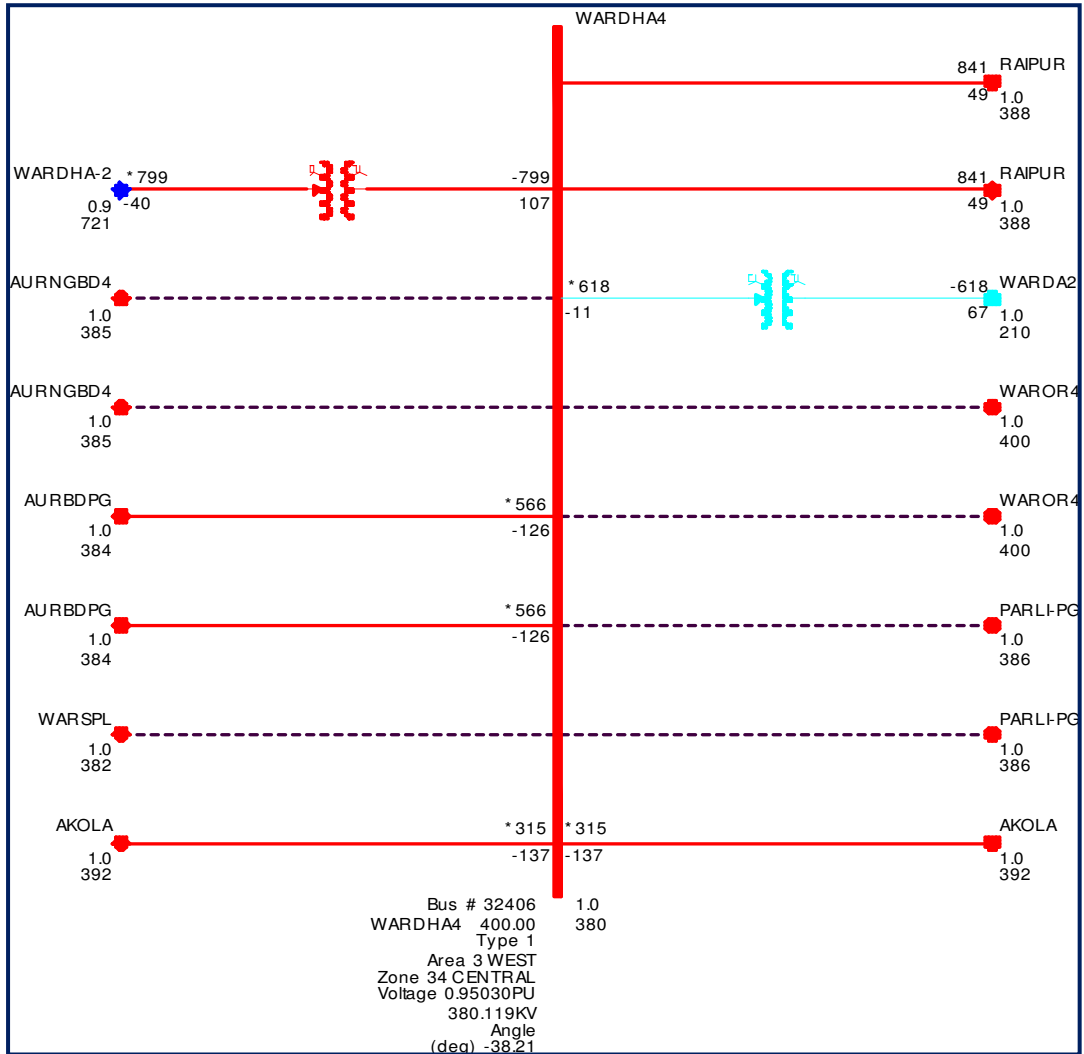 WARDHA4
841 RAIPUR
49 1.0
388
WARDHA-2 *799 -799 841 RAIPUR
0.9 -40 107 49 1.0
721 388
AURNGBD4 *618 -618 WARDA2
1.0 -11 67 1.0
385 210
AURNGBD4 WAROR4
1.0 1.0
385 400
AURBDPG *566 WAROR4
1.0 -126 1.0
384 400
AURBDPG *566 PARLI-PG
1.0 -126 1.0
384 386
WARSPL PARLI-PG
1.0 1.0
382 386
AKOLA *315 *315 AKOLA
1.0 -137 -137 1.0
392 392
Bus # 32406 1.0
WARDHA4 400.00 380
Type 1
Area 3 WEST
Zone 34 CENTRAL
Voltage 0.95030PU
380.119KV
Angle
(deg) -38.21